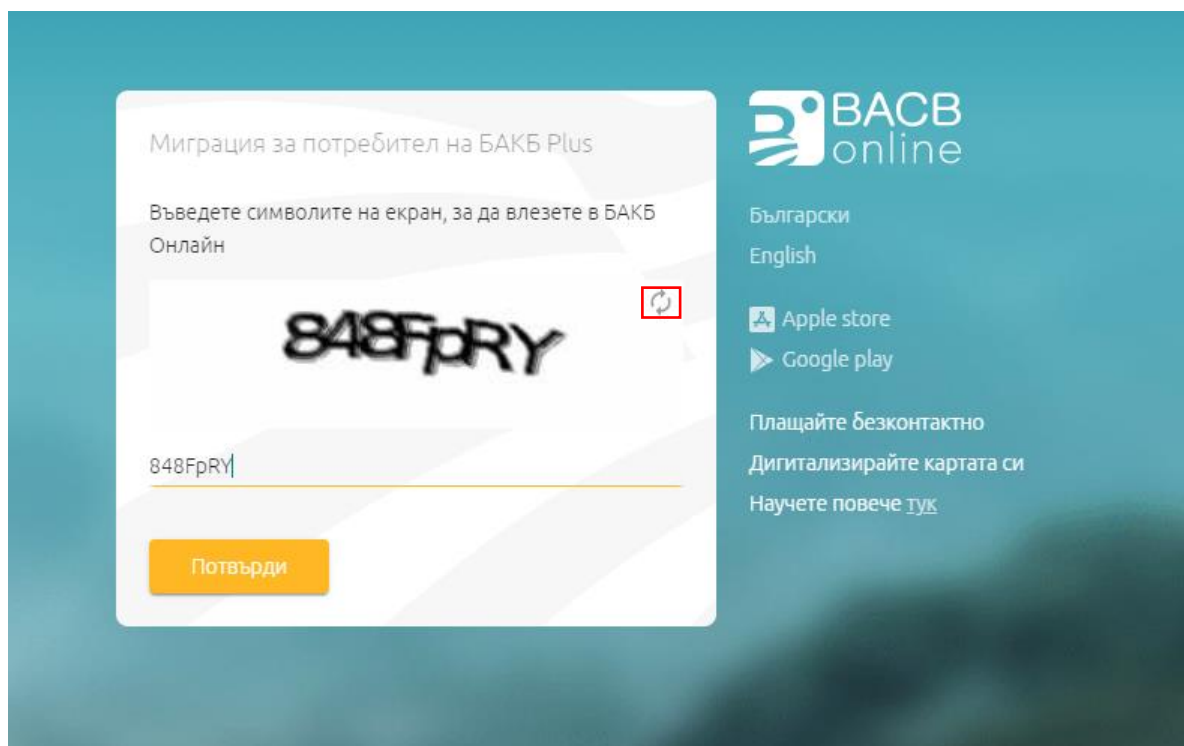 Миграция за потребител на БАКБ Plus
Въведете символите на екран, за да влезете в БАКБ
Онлайн
848FpRY
848FpRY
Потвърди
BACB
online
Български
English
Apple store
Google play
Плащайте безконтактно
Дигитализирайте картата си
Научете повече тук